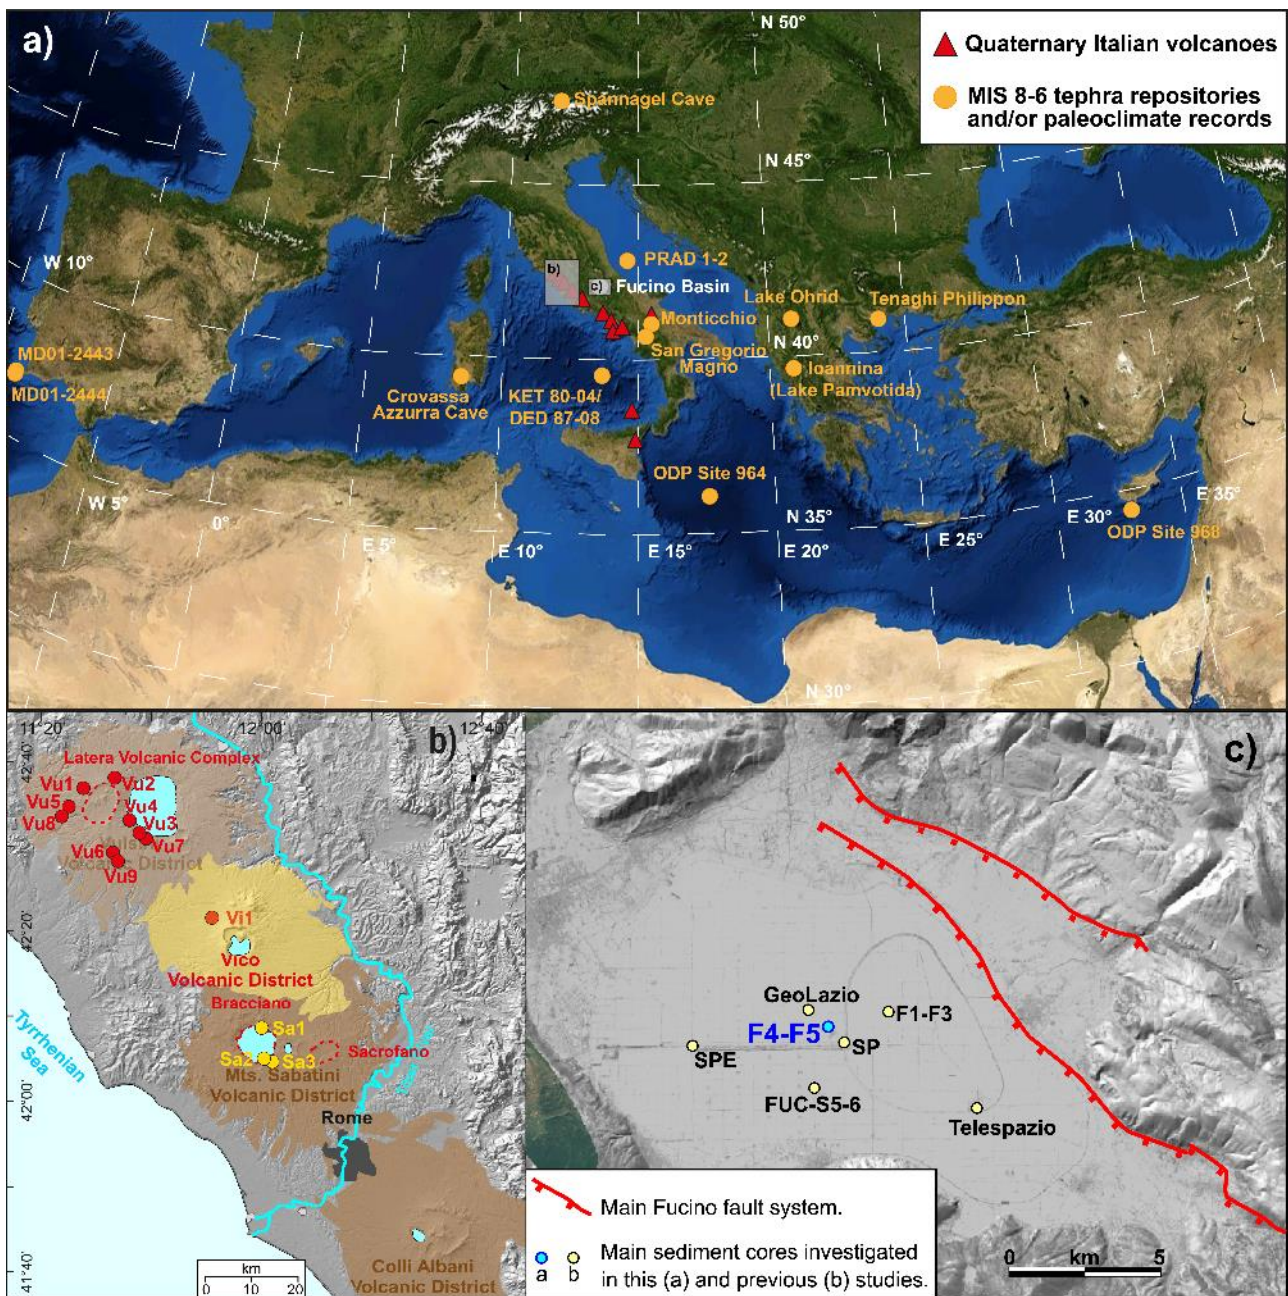 a)
N 50°
Quaternary Italian volcanoes
MIS 8-6 tephra repositories
and/or paleoclimate records
Spannagel Cave
N 45°
W 10°
b)
c)
PRAD 1-2
Fucino Basin
Lake Ohrid
Tenaghi Philippon
Monticchio
N 40°
San Gregorio
Magno
MD01-2443
MD01-2444
Ioannina
(Lake Pamvotida)
Crovassa
Azzurra Cave
KET 80-04/
DED 87-08
ODP Site 964
W 5°
0°
E 5°
E 10°
E 15°
N 35°
E 20°
E 25°
E 30°
E 35°
ODP Site 968
N 30°
11°20
12°00
12°40
b)
42°40
Latera Volcanic Complex
Vu1
Vu2
Vu5
Vu4
Vu8
Vu3
Vu6
Vu7
Volcanic District
Vu9
42°20
Vi1
Vico
Volcanic District
Bracciano
Sa1
Tyrrhenian
Sea
Sa2
Sa3
Sacrofano
Mts. Sabatini
Volcanic District
42°00
Rome
Colli Albani
Volcanic District
41°40
km
0 10 20
c)
GeoLazio
F1-F3
F4-F5
SP
SPE
FUC-S5-6
Telespazio
Main Fucino fault system.
a b
Main sediment cores investigated
in this (a) and previous (b) studies.
0 km 5